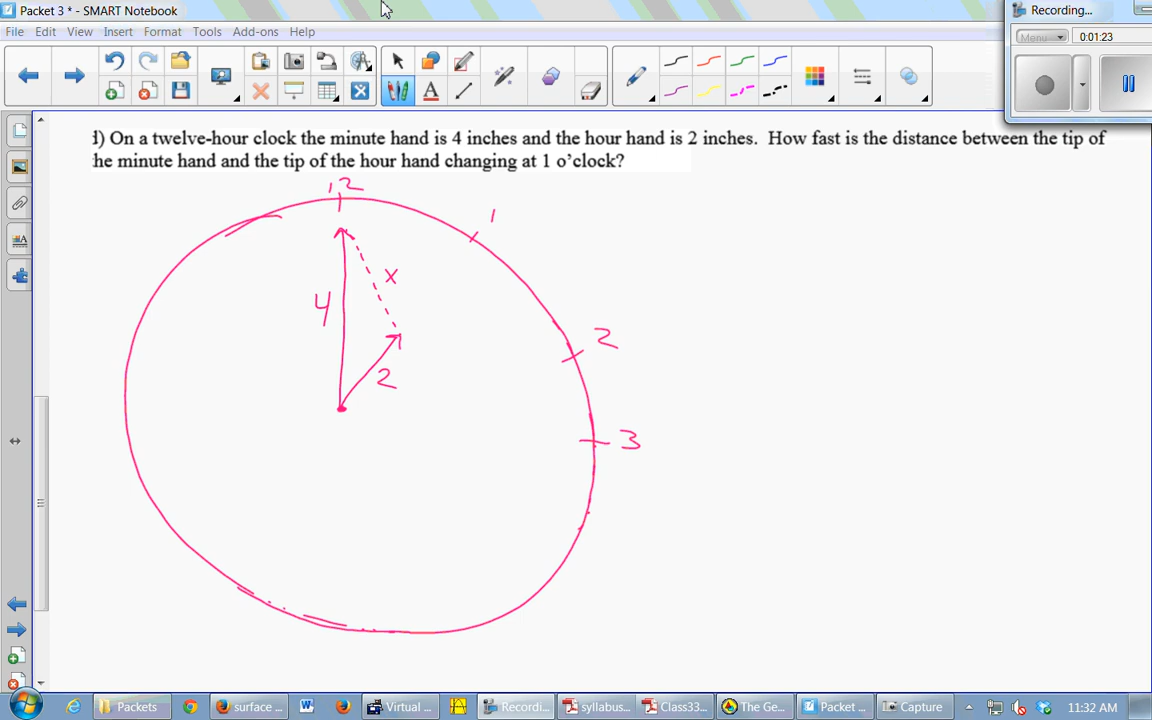 Packet 3 * - SMART Notebook
Recording...
File Edit View Insert Format Tools Add-ons Help
Menu
0:01:23
A
i) On a twelve-hour clock the minute hand is 4 inches and the hour hand is 2 inches. How fast is the distance between the tip of
he minute hand and the tip of the hour hand changing at 1 o'clock?
12
1
x
4
2
2
3
Packets
surface ...
Virtual ...
Recordi...
syllabus...
Class33...
The Ge...
Packet ...
Capture
11:32 AM